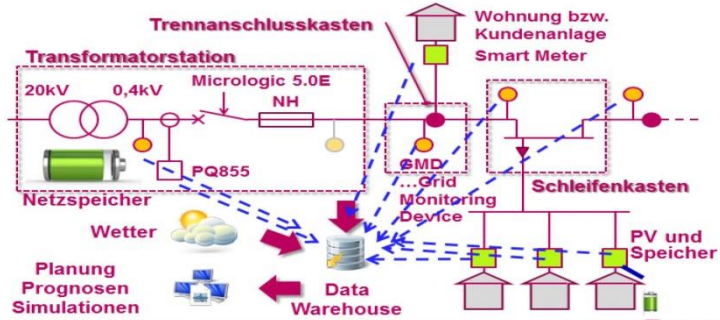 Trennanschlusskasten
Wohnung bzw.
Kundenanlage
Smart Meter
Transformatorstation
20kV
0,4kV
Micrologic 5.0E
NH
PQ855
Netzspeicher
GMD
...Grid
Monitoring
Device
Schleifenkasten
Wetter
PV und
Speicher
Planung
Prognosen
Simulationen
Data
Warehouse